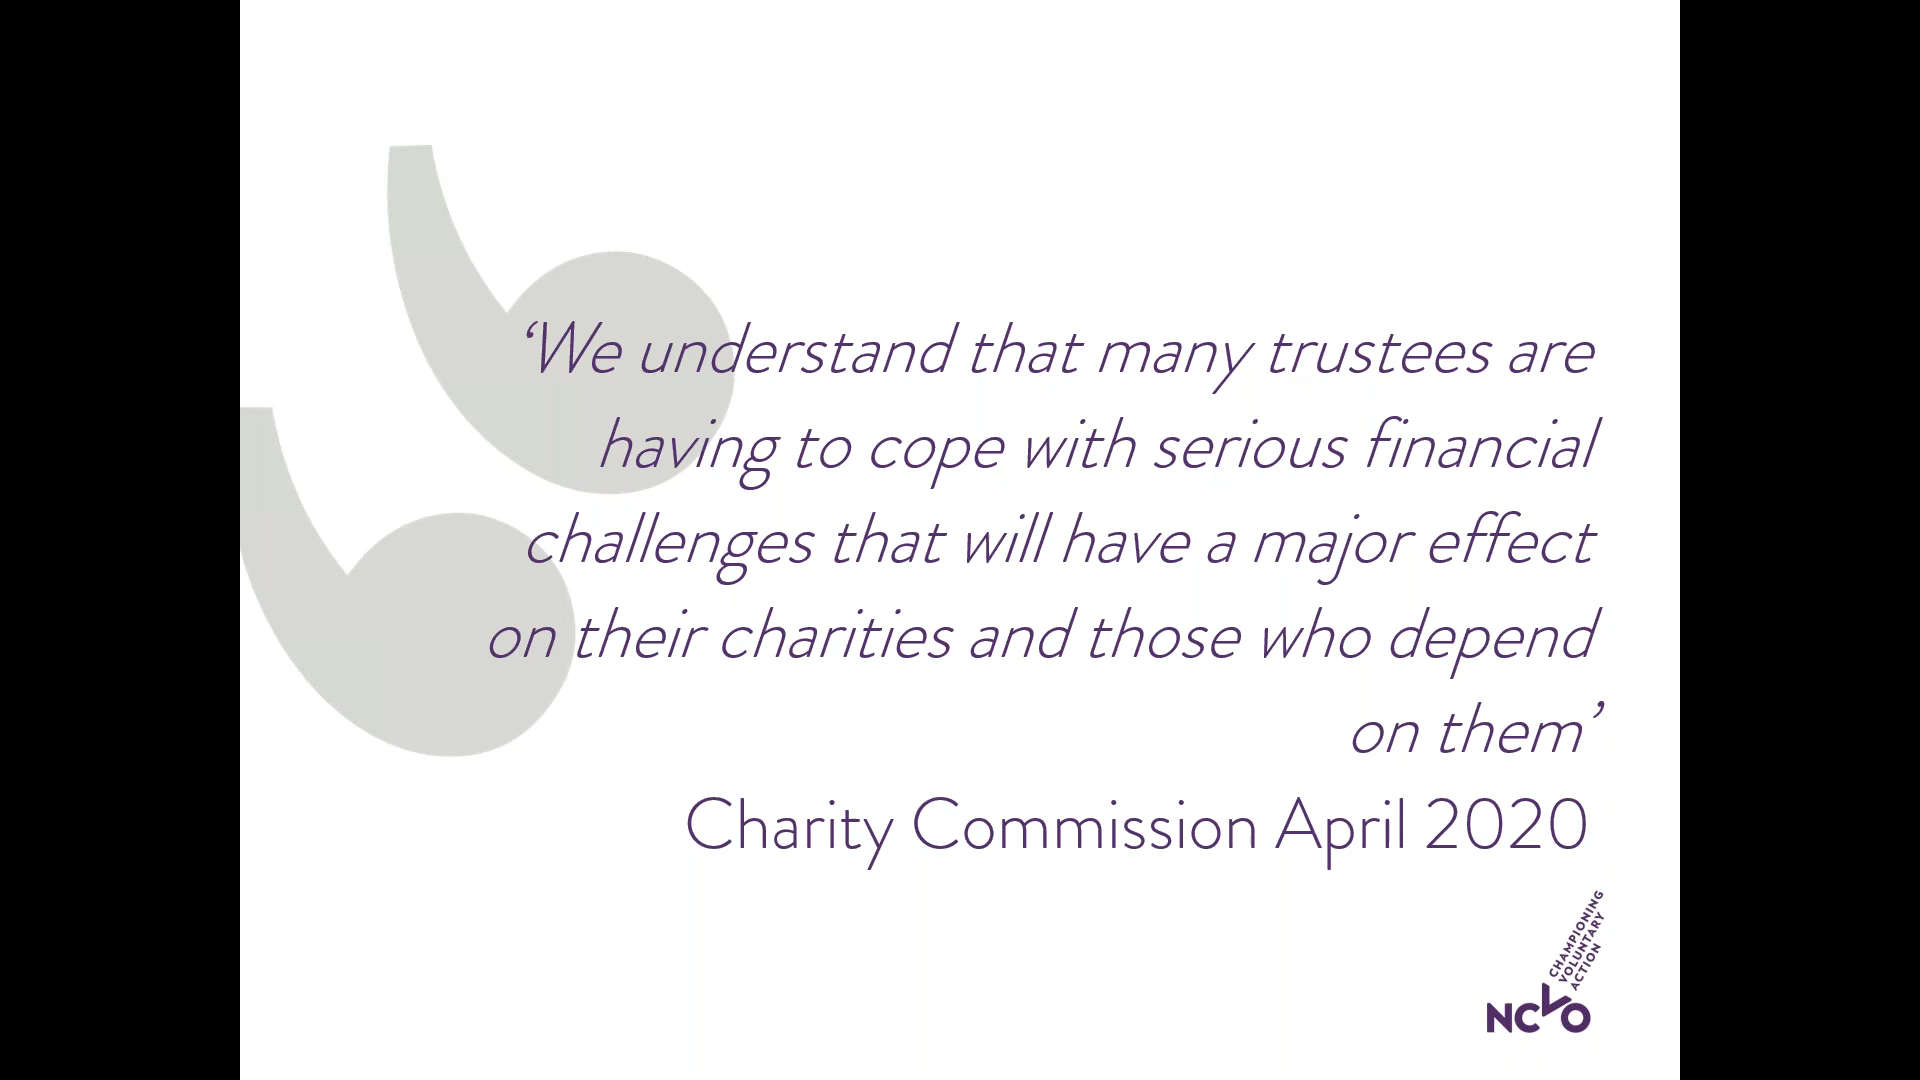 ‘We understand that many trustees are
having to cope with serious financial
challenges that will have a major effect
on their charities and those who depend
on them’
Charity Commission April 2020
CHAMPIONING
VOLUNTARY
ACTION
NCVO